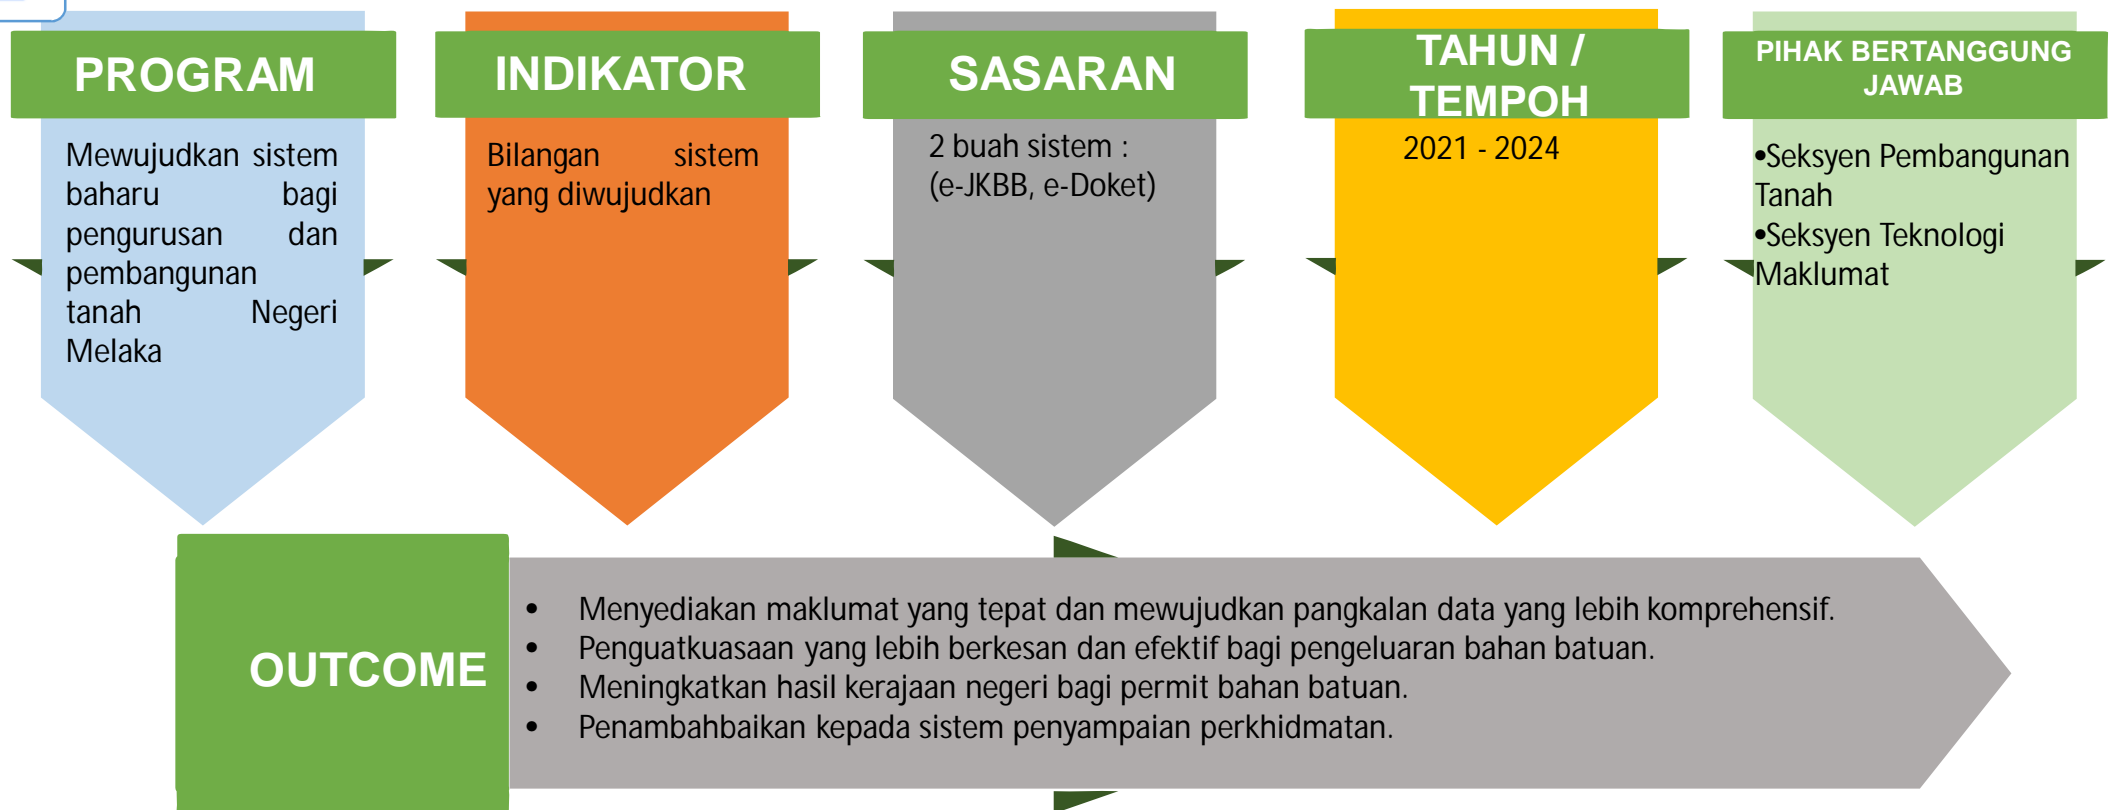 PROGRAM
Mewujudkan sistem
baharu bagi
pengurusan dan
pembangunan
tanah Negeri
Melaka
INDIKATOR
Bilangan sistem
yang diwujudkan
SASARAN
2 buah sistem :
(e-JKBB, e-Doket)
TAHUN /
TEMPOH
2021 - 2024
PIHAK BERTANGGUNG
JAWAB
•Seksyen Pembangunan
Tanah
•Seksyen Teknologi
Maklumat
OUTCOME
• Menyediakan maklumat yang tepat dan mewujudkan pangkalan data yang lebih komprehensif.
• Penguatkuasaan yang lebih berkesan dan efektif bagi pengeluaran bahan batuan.
• Meningkatkan hasil kerajaan negeri bagi permit bahan batuan.
• Penambahbaikan kepada sistem penyampaian perkhidmatan.